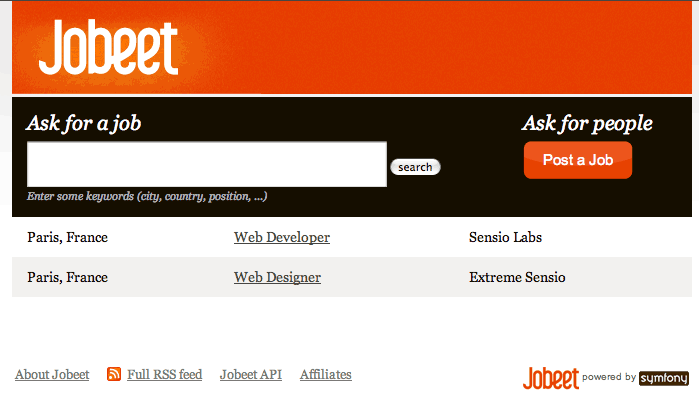 Jobeet
Ask for a job
Ask for people
search
Post a Job
Enter some keywords (city, country, position, ...)
Paris, France Web Developer Sensio Labs
Paris, France Web Designer Extreme Sensio
About Jobeet Full RSS feed Jobeet API Affiliates Jobeet powered by symfony